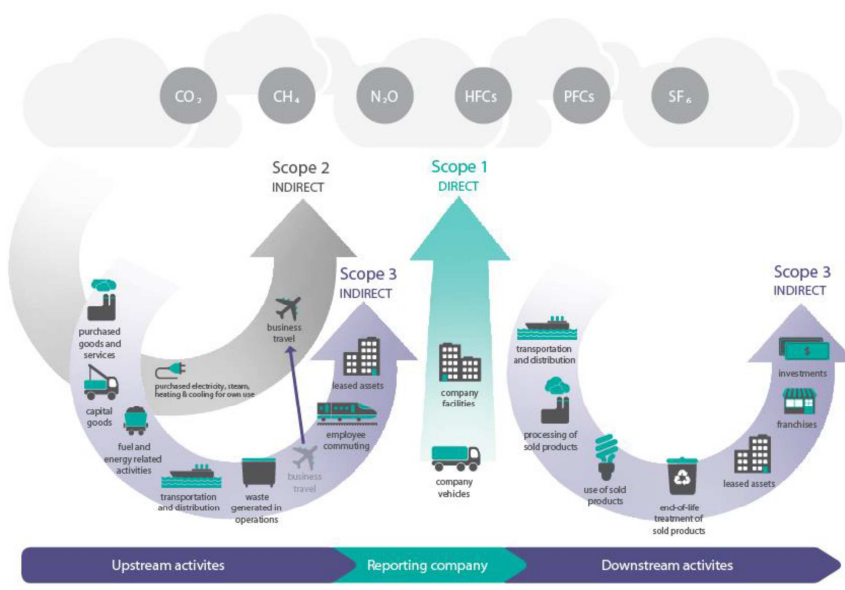 CO₂
CH₄
N₂O
HFCs
PFCs
SF₆
Scope 2
INDIRECT
Scope 1
DIRECT
Scope 3
INDIRECT
Scope 3
INDIRECT
purchased
goods and
services
capital
goods
fuel and
energy related
activities
transportation
and distribution
waste
generated in
operations
business
travel
employee
commuting
leased assets
business
travel
purchased electricity, steam,
heating & cooling for own use
company
facilities
company
vehicles
transportation
and distribution
processing of
sold products
use of sold
products
end-of-life
treatment of
sold products
leased assets
franchises
$
investments
Upstream activites
Reporting company
Downstream activites